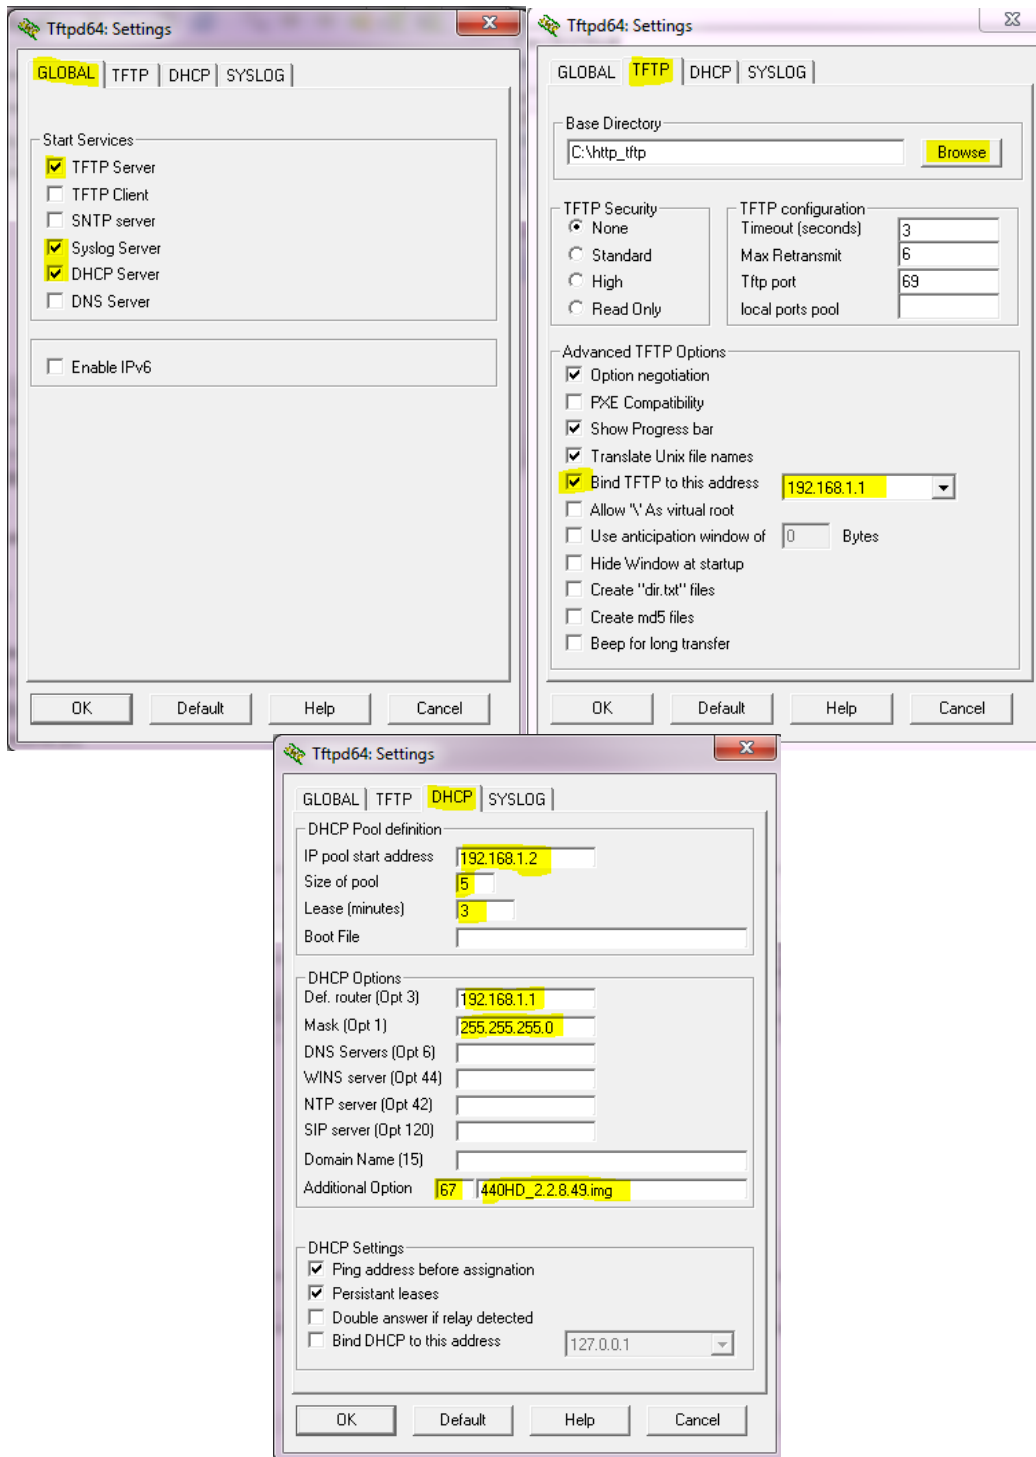 Tftpd64: Settings
GLOBAL TFTP DHCP SYSLOG
Start Services
TFTP Server
TFTP Client
SNTP server
Syslog Server
DHCP Server
DNS Server
Enable IPv6
OK Default Help Cancel
Tftpd64: Settings
GLOBAL TFTP DHCP SYSLOG
Base Directory
C:\http_tftp Browse
TFTP Security
None
Standard
High
Read Only
TFTP configuration
Timeout (seconds) 3
Max Retransmit 6
Tftp port 69
local ports pool
Advanced TFTP Options
Option negotiation
PXE Compatibility
Show Progress bar
Translate Unix file names
Bind TFTP to this address 192.168.1.1
Allow '\' As virtual root
Use anticipation window of 0 Bytes
Hide Window at startup
Create "dir.txt" files
Create md5 files
Beep for long transfer
OK Default Help Cancel
Tftpd64: Settings
GLOBAL TFTP DHCP SYSLOG
DHCP Pool definition
IP pool start address 192.168.1.2
Size of pool 5
Lease (minutes) 3
Boot File
DHCP Options
Def. router (Opt 3) 192.168.1.1
Mask (Opt 1) 255.255.255.0
DNS Servers (Opt 6)
WINS server (Opt 44)
NTP server (Opt 42)
SIP server (Opt 120)
Domain Name (15)
Additional Option 67 440HD_2.2.8.49.img
DHCP Settings
Ping address before assignation
Persistant leases
Double answer if relay detected
Bind DHCP to this address 127.0.0.1
OK Default Help Cancel